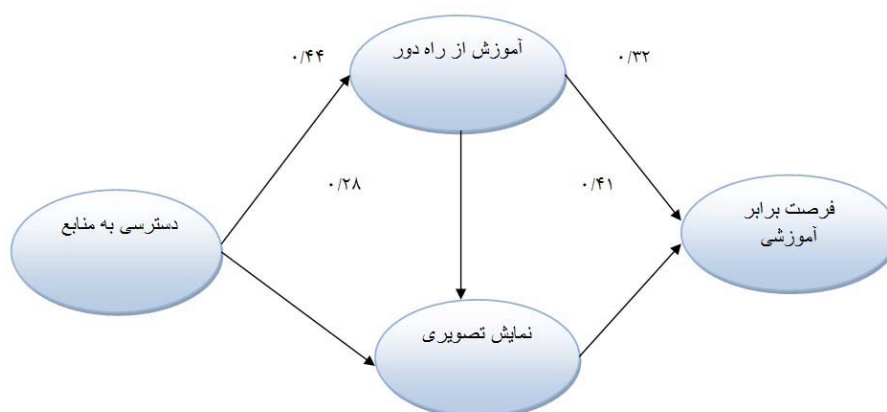 آموزش از راه دور
۰/۴۴
۰/۳۲
۰/۲۸
۰/۴۱
دسترسی به منابع
فرصت برابر
آموزشی
نمایش تصویری